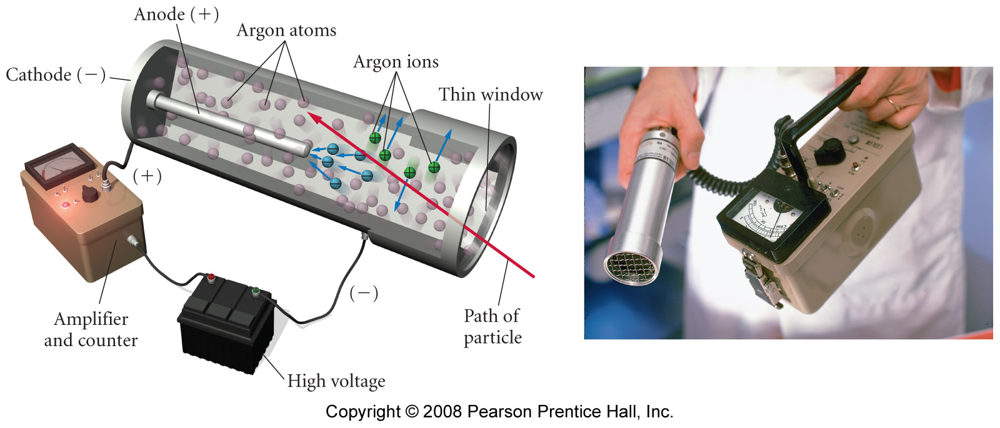 Anode (+)
Argon atoms
Cathode (−)
Argon ions
Thin window
(+)
(−)
Amplifier
and counter
Path of
particle
High voltage
CPM
Copyright © 2008 Pearson Prentice Hall, Inc.